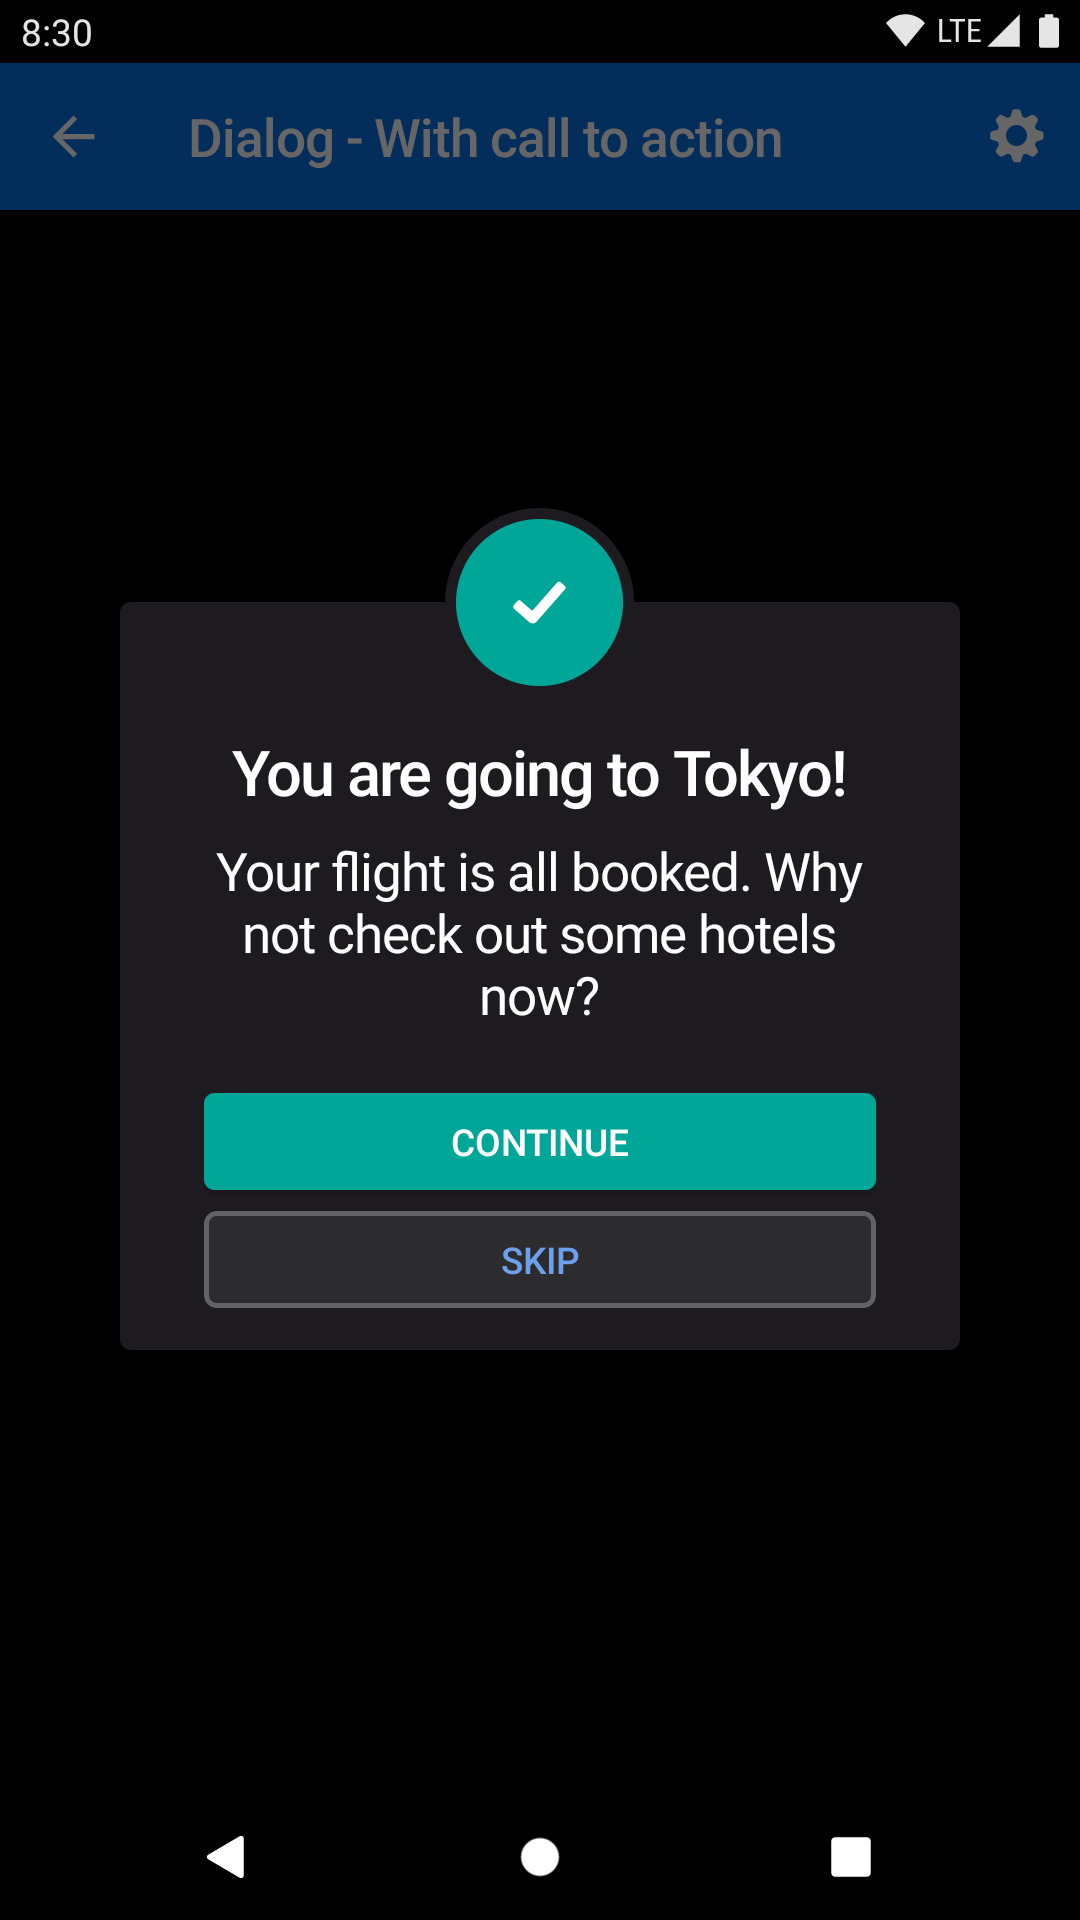 8:30
LTE
Dialog - With call to action
You are going to Tokyo!
Your flight is all booked. Why
not check out some hotels
now?
CONTINUE
SKIP